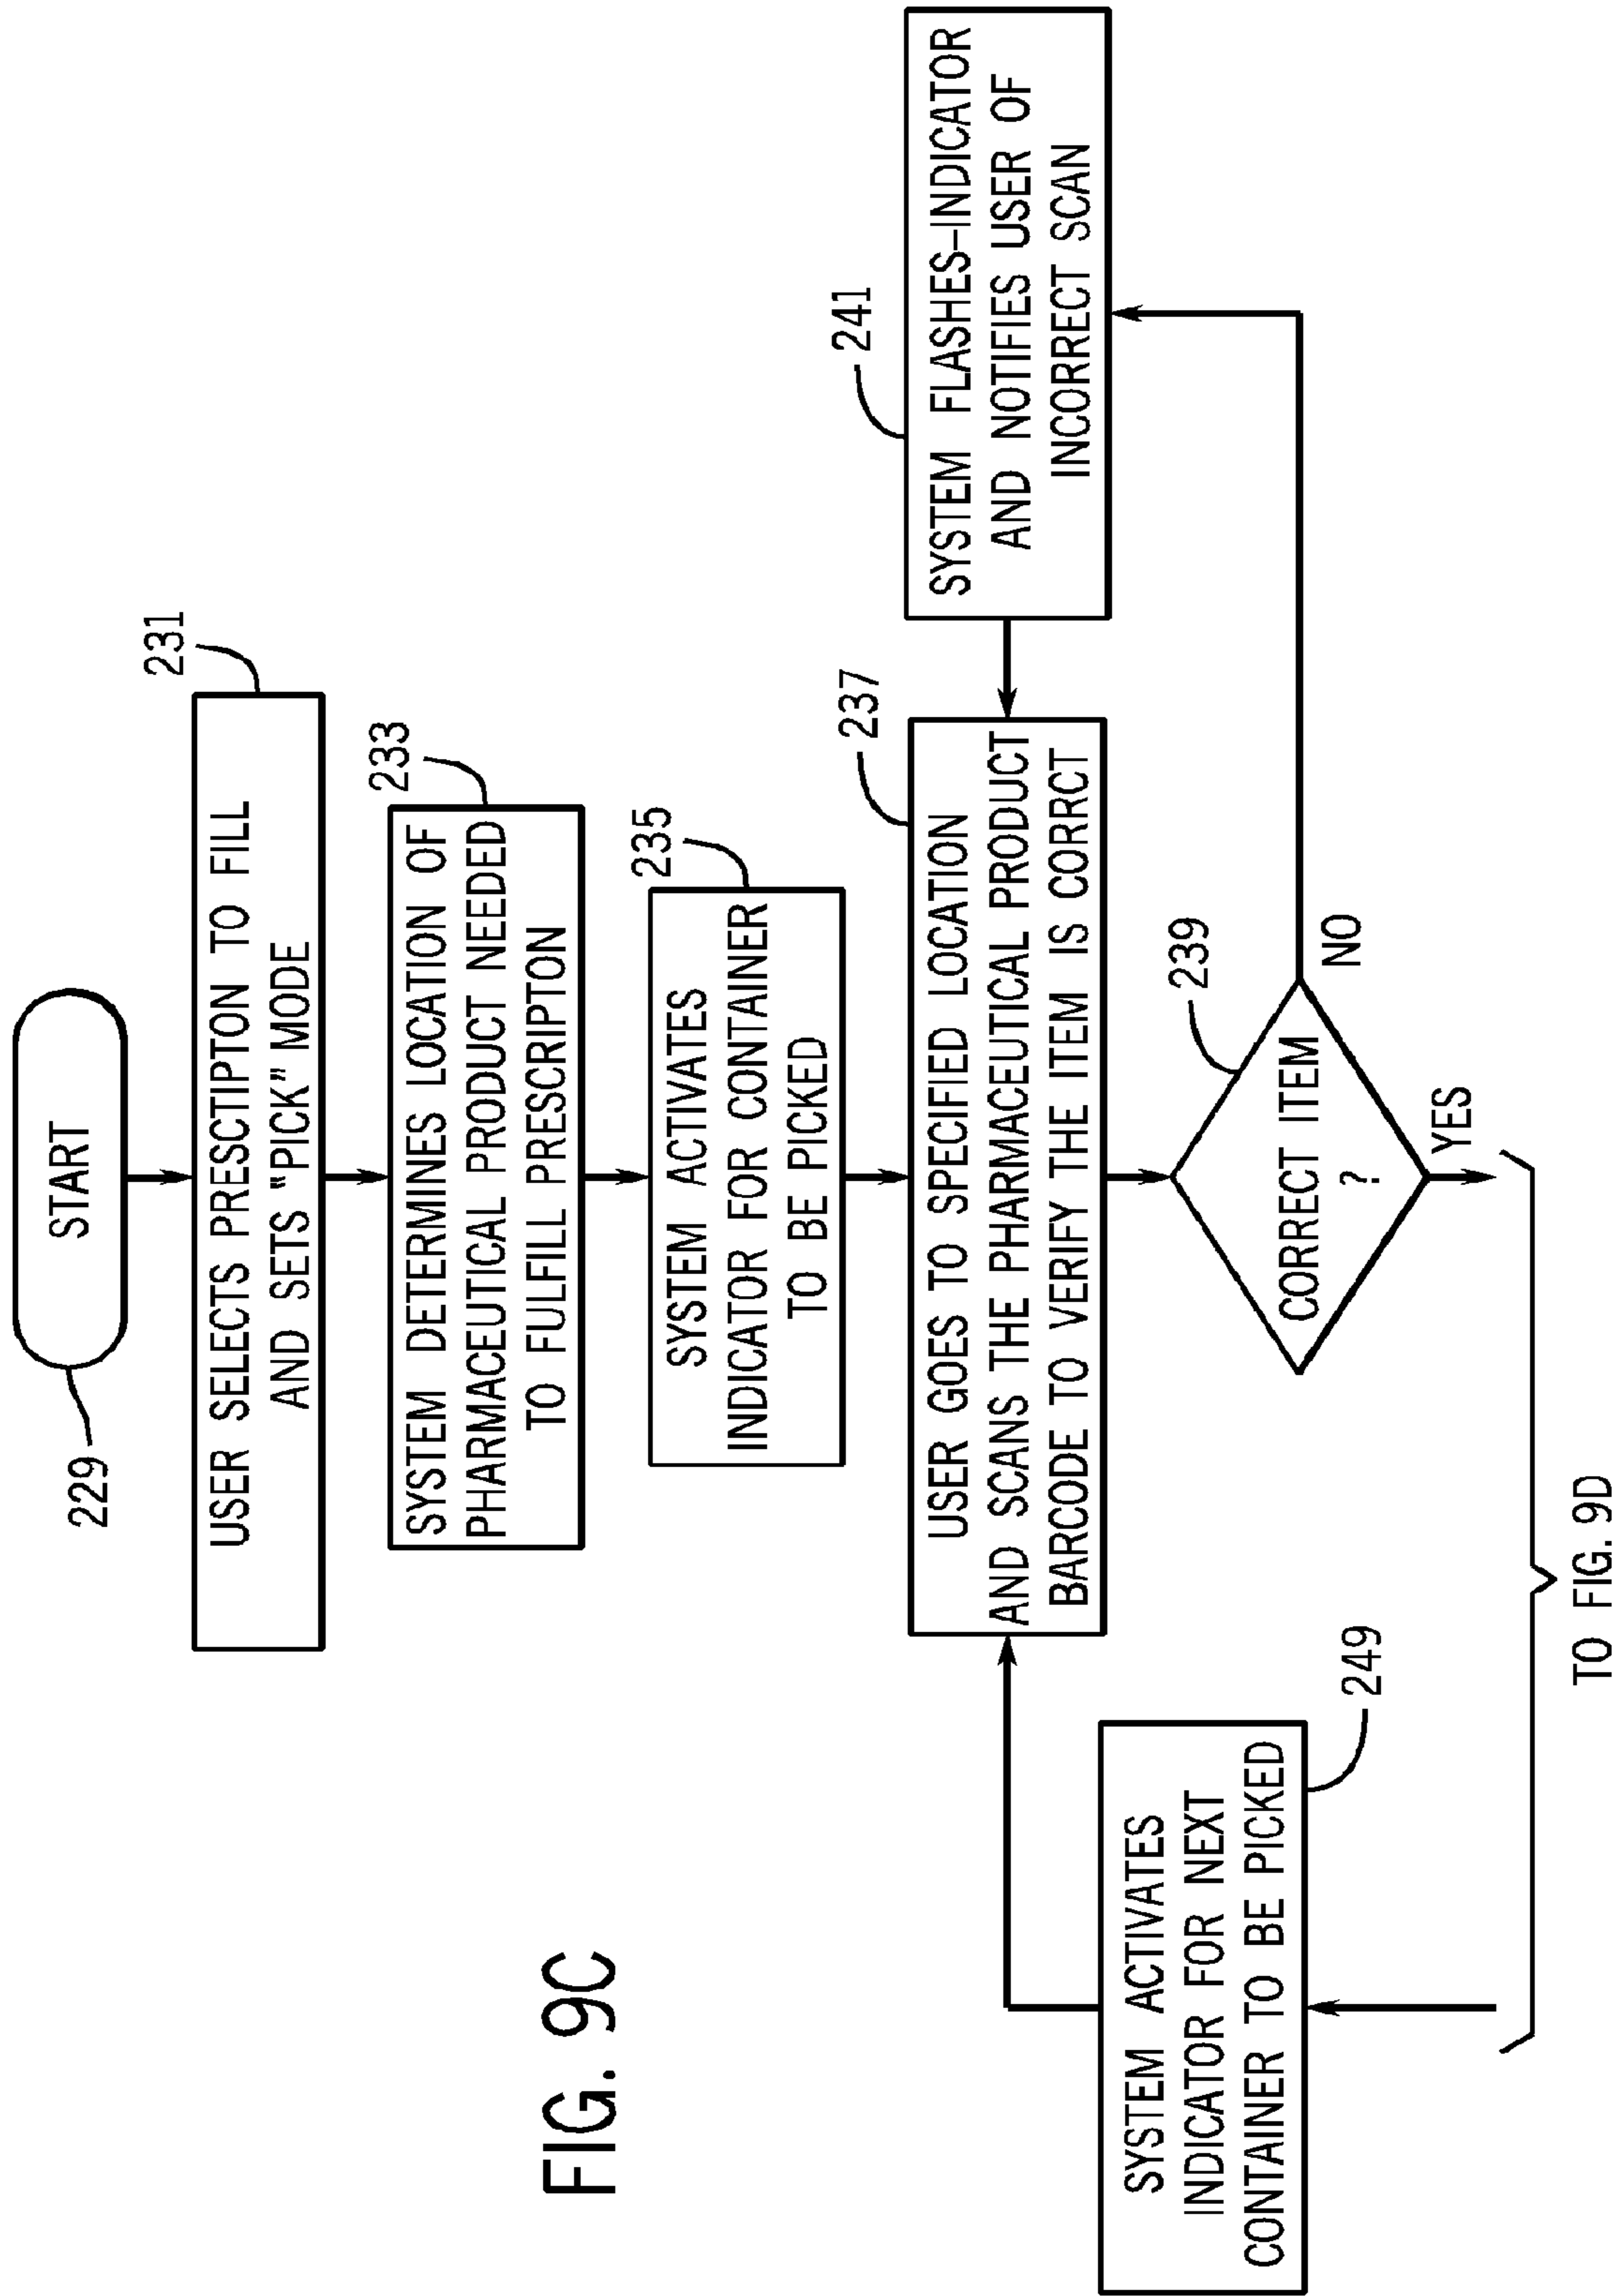 FIG. 9C
START
229
231
USER SELECTS PRESCTIPTON TO FILL
AND SETS "PICK" MODE
233
SYSTEM DETERMINES LOCATION OF
PHARMACEUTICAL PRODUCT NEEDED
TO FULFILL PRESCRIPTON
235
SYSTEM ACTIVATES
INDICATOR FOR CONTAINER
TO BE PICKED
237
USER GOES TO SPECIFIED LOCATION
AND SCANS THE PHARMACEUTICAL PRODUCT
BARCODE TO VERIFY THE ITEM IS CORRCT
241
SYSTEM FLASHES-INDICATOR
AND NOTIFIES USER OF
INCORRECT SCAN
239
CORRECT ITEM
?
NO
YES
SYSTEM ACTIVATES
INDICATOR FOR NEXT
CONTAINER TO BE PICKED
249
TO FIG. 9D